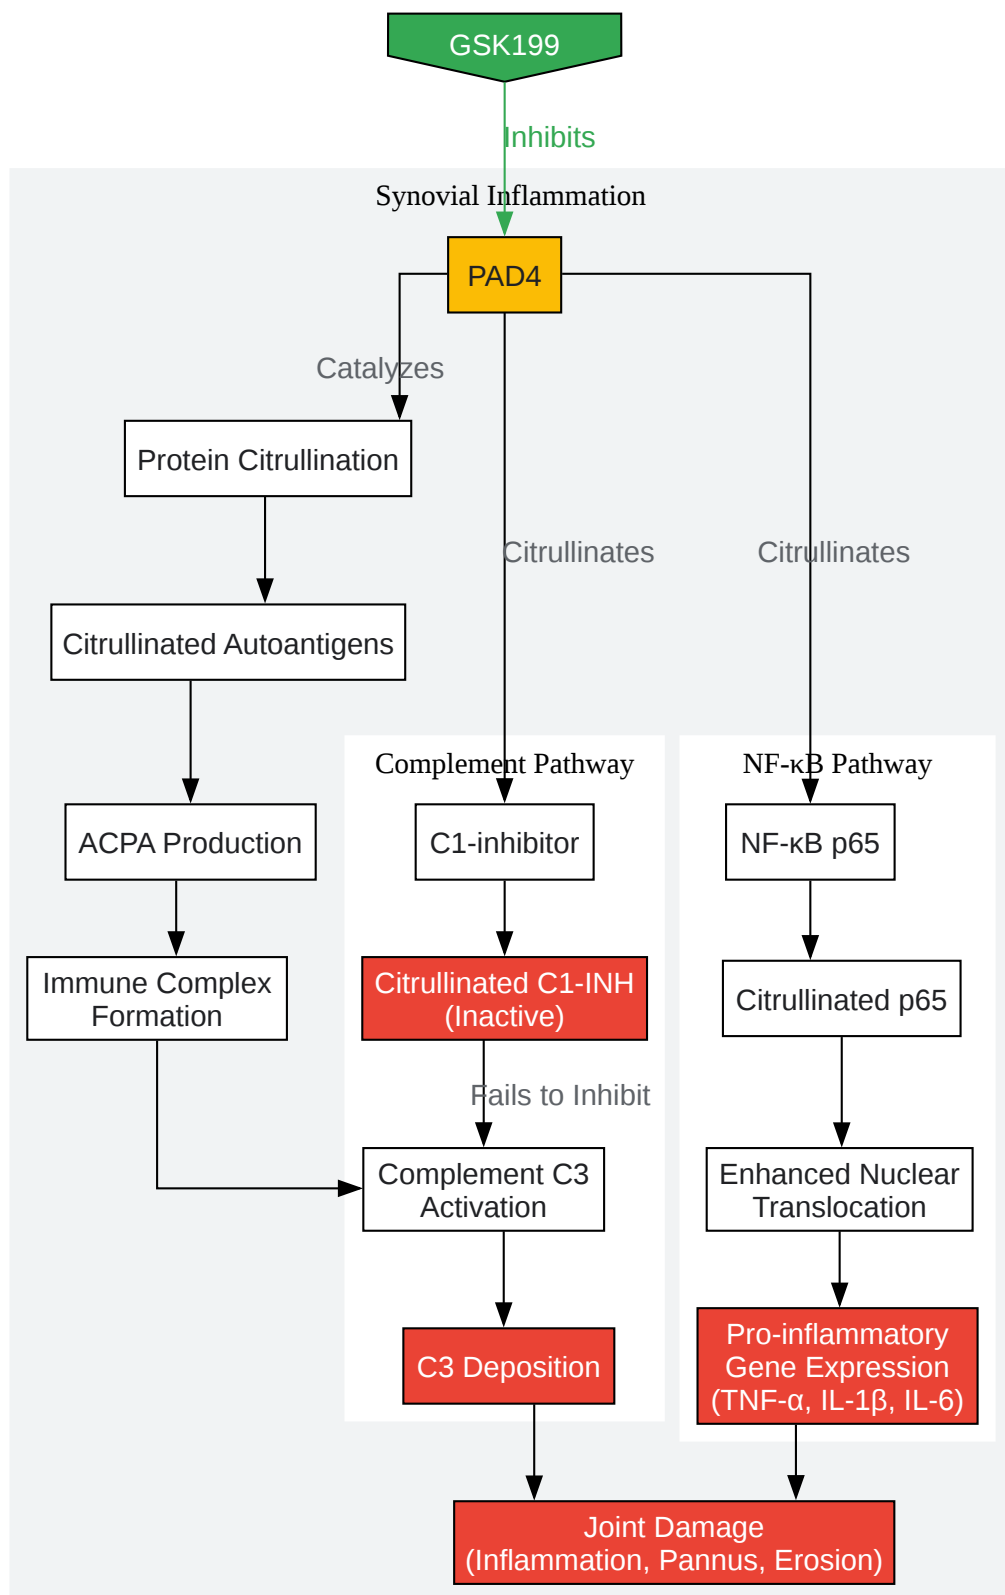 GSK199
Inhibits
Synovial Inflammation
PAD4
Catalyzes
Protein Citrullination
Citrullinates
Citrullinates
Citrullinated Autoantigens
Complement Pathway
NF-κB Pathway
ACPA Production
C1-inhibitor
NF-κB p65
Immune Complex
Formation
Citrullinated C1-INH
(Inactive)
Citrullinated p65
Fails to Inhibit
Complement C3
Activation
Enhanced Nuclear
Translocation
C3 Deposition
Pro-inflammatory
Gene Expression
(TNF-α, IL-1β, IL-6)
Joint Damage
(Inflammation, Pannus, Erosion)